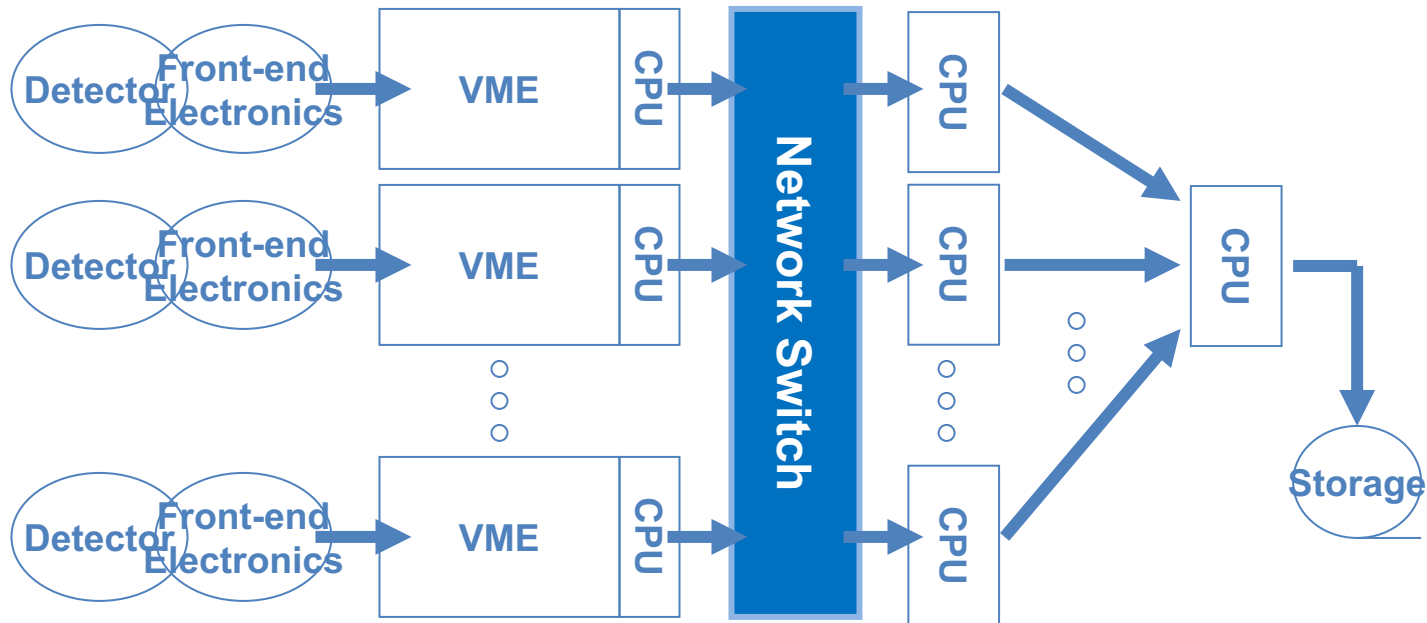 Detector
Front-end
Electronics
VME
CPU
CPU
Detector
Front-end
Electronics
VME
CPU
CPU
Detector
Front-end
Electronics
VME
CPU
CPU
Network Switch
CPU
Storage